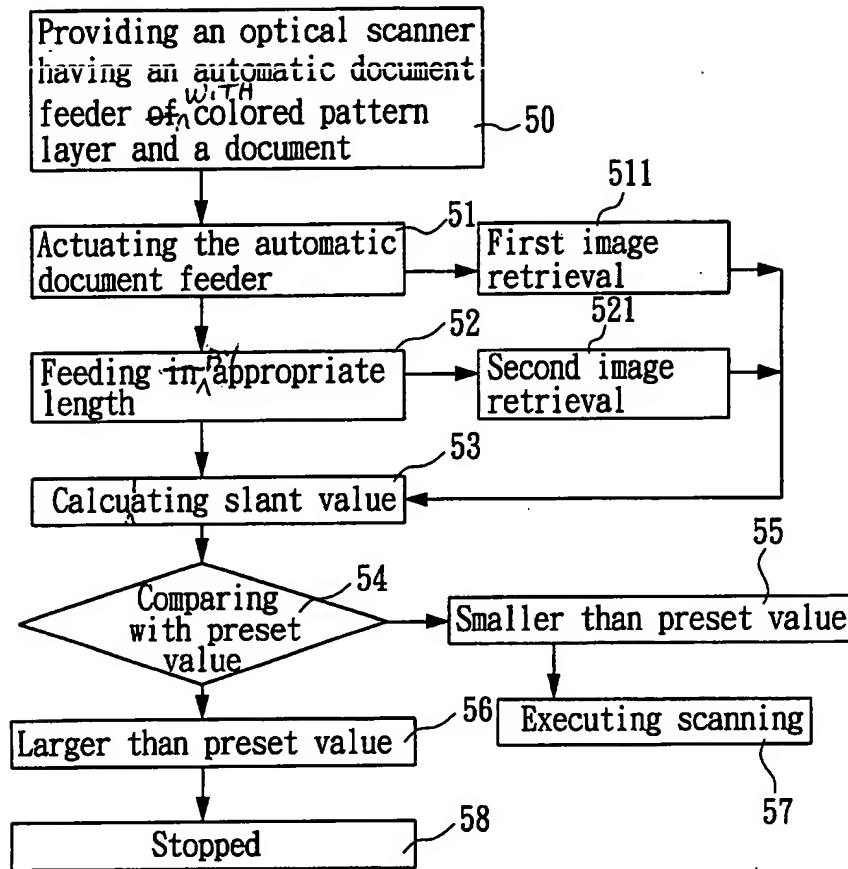 Providing an optical scanner
having an automatic document
WITH
feeder of colored pattern
layer and a document
50
511
51
Actuating the automatic
document feeder
First image
retrieval
52
521
BY
Feeding in appropriate
length
Second image
retrieval
53
Calculating slant value
55
54
Comparing
with preset
value
Smaller than preset value
56
Larger than preset value
Executing scanning
57
58
Stopped